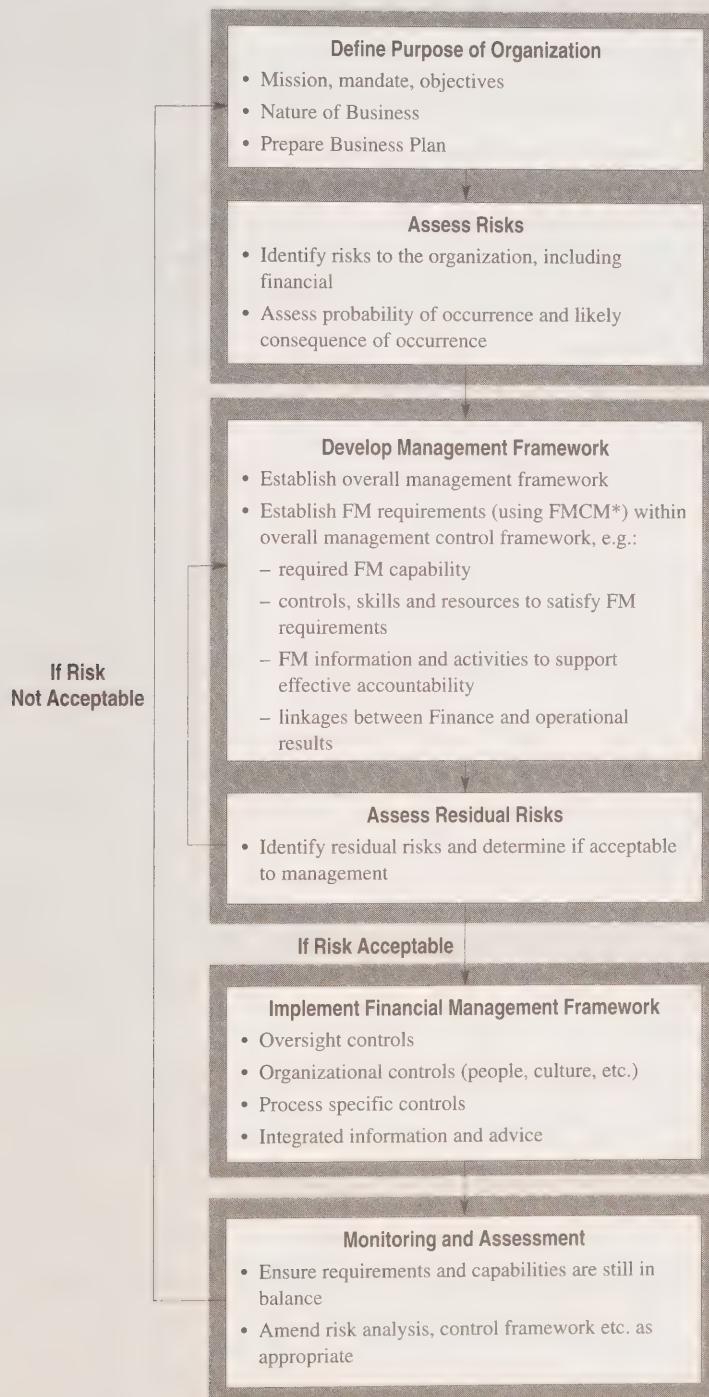 Define Purpose of Organization
• Mission, mandate, objectives
• Nature of Business
• Prepare Business Plan
Assess Risks
• Identify risks to the organization, including
financial
• Assess probability of occurrence and likely
consequence of occurrence
Develop Management Framework
• Establish overall management framework
• Establish FM requirements (using FMCM*) within
overall management control framework, e.g.:
– required FM capability
– controls, skills and resources to satisfy FM
requirements
– FM information and activities to support
effective accountability
– linkages between Finance and operational
results
If Risk
Not Acceptable
Assess Residual Risks
• Identify residual risks and determine if acceptable
to management
If Risk Acceptable
Implement Financial Management Framework
• Oversight controls
• Organizational controls (people, culture, etc.)
• Process specific controls
• Integrated information and advice
Monitoring and Assessment
• Ensure requirements and capabilities are still in
balance
• Amend risk analysis, control framework etc. as
appropriate